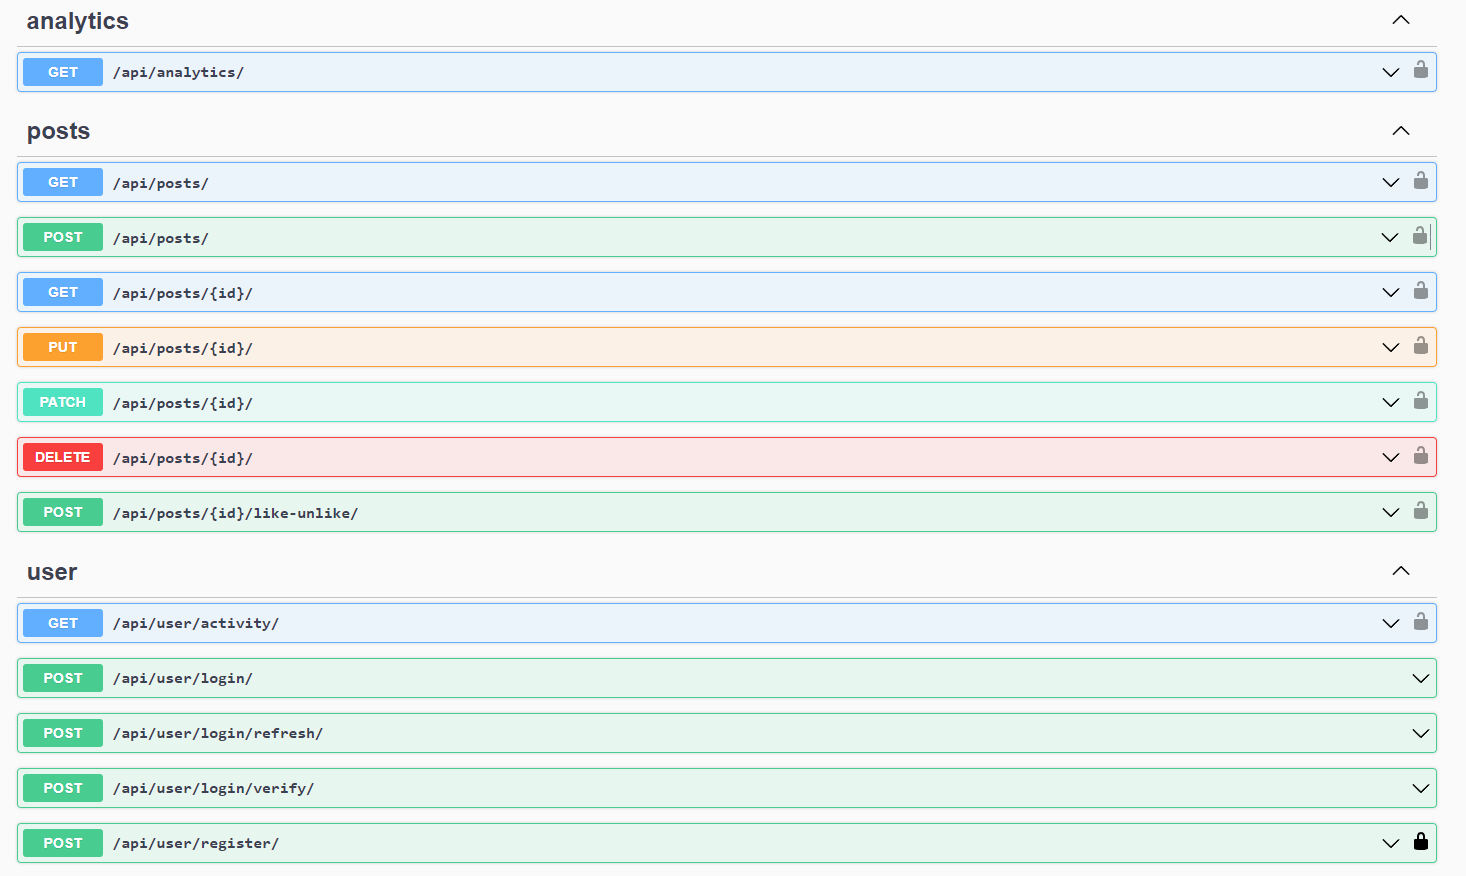 analytics
GET /api/analytics/
posts
GET /api/posts/
POST /api/posts/
GET /api/posts/{id}/
PUT /api/posts/{id}/
PATCH /api/posts/{id}/
DELETE /api/posts/{id}/
POST /api/posts/{id}/like-unlike/
user
GET /api/user/activity/
POST /api/user/login/
POST /api/user/login/refresh/
POST /api/user/login/verify/
POST /api/user/register/